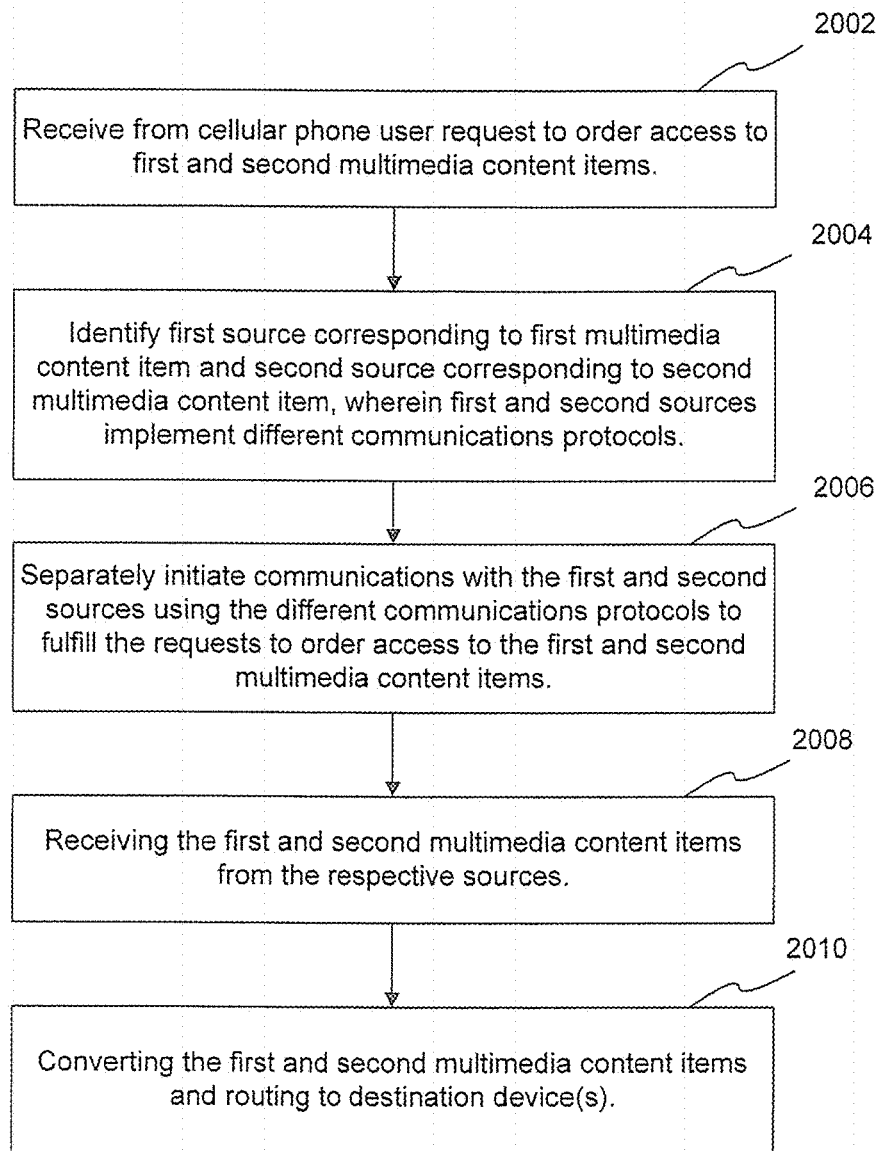 2002
Receive from cellular phone user request to order access to
first and second multimedia content items.
2004
Identify first source corresponding to first multimedia
content item and second source corresponding to second
multimedia content item, wherein first and second sources
implement different communications protocols.
2006
Separately initiate communications with the first and second
sources using the different communications protocols to
fulfill the requests to order access to the first and second
multimedia content items.
2008
Receiving the first and second multimedia content items
from the respective sources.
2010
Converting the first and second multimedia content items
and routing to destination device(s).